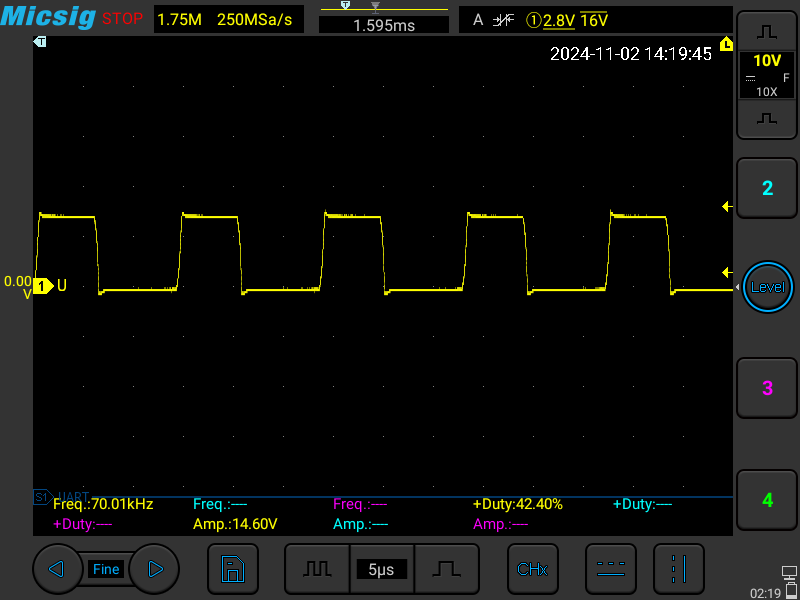 Micsig STOP 1.75M 250MSa/s 1.595ms A 1 2.8V 16V
T
T L
2024-11-02 14:19:45
10V
F
10X
2
0.00 V
1 U
Level
3
4
S1 UART
Freq.:70.01kHz Freq.:---- Freq.:---- +Duty:42.40% +Duty:----
+Duty:---- Amp.:14.60V Amp.:---- Amp.:----
Fine 5µs CHx
02:19